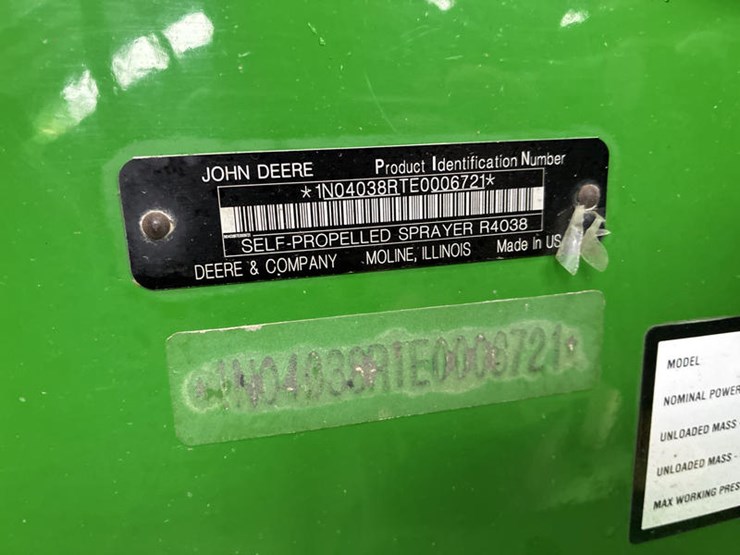 JOHN DEERE Product Identification Number
*1N04038RTE0006721*
SELF-PROPELLED SPRAYER R4038
DEERE & COMPANY MOLINE, ILLINOIS Made in US
*1N04038RTE0006721*
MODEL
NOMINAL POWER
UNLOADED MASS
UNLOADED MASS -
MAX WORKING PRES